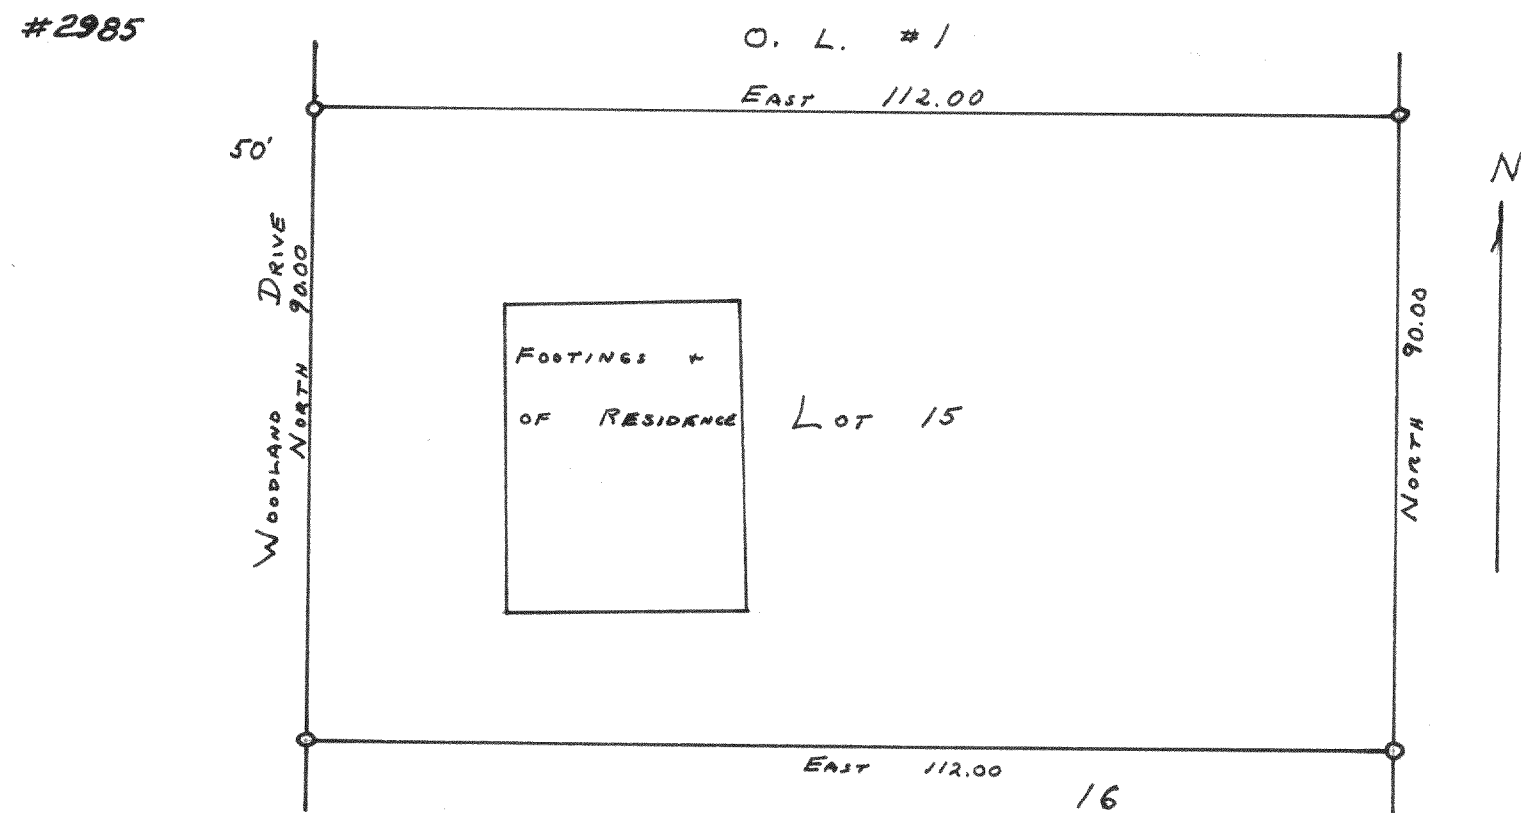 #2985
O. L. #1
EAST 112.00
50'
N
WOODLAND DRIVE
NORTH 90.00
FOOTINGS +
OF RESIDENCE
LOT 15
NORTH 90.00
EAST 112.00
16